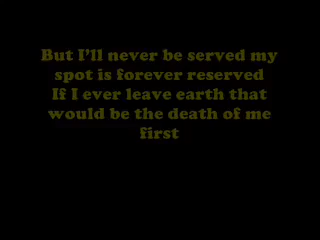 But I'll never be served my
spot is forever reserved
If I ever leave earth that
would be the death of me
first